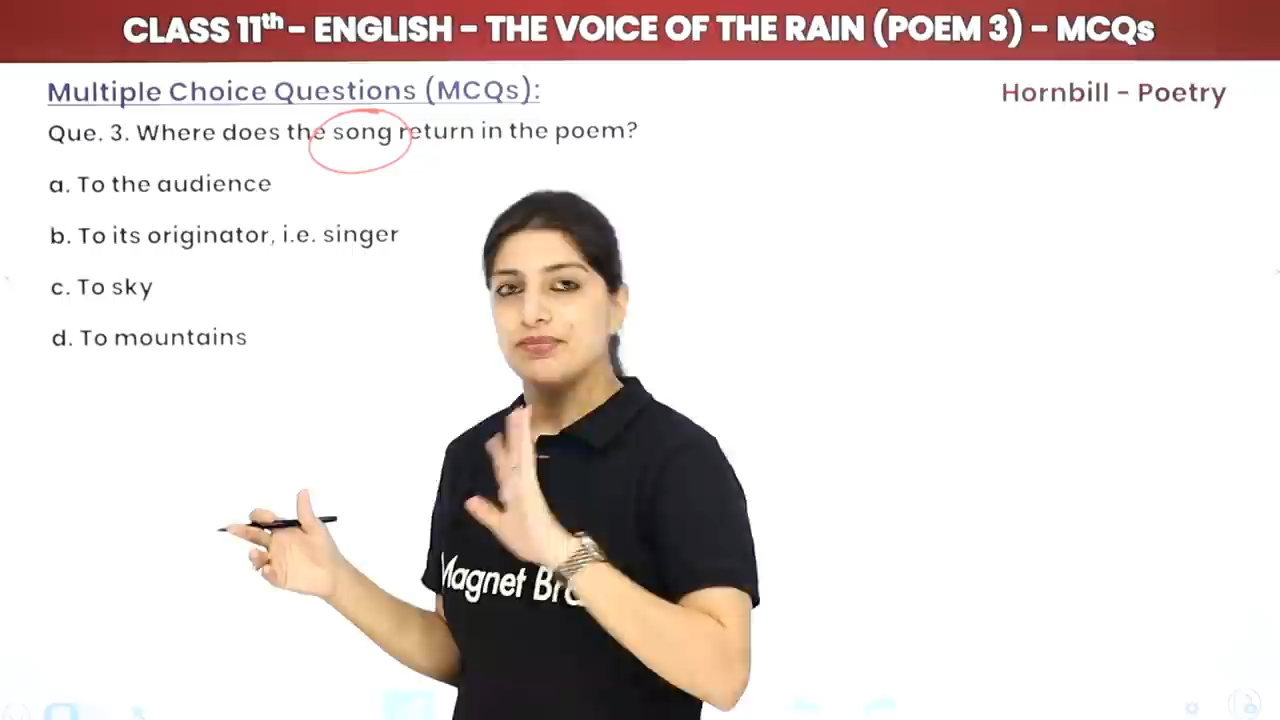 CLASS 11th - ENGLISH - THE VOICE OF THE RAIN (POEM 3) - MCQs
Multiple Choice Questions (MCQs):
Hornbill - Poetry
Que. 3. Where does the song return in the poem?
a. To the audience
b. To its originator, i.e. singer
c. To sky
d. To mountains
Magnet